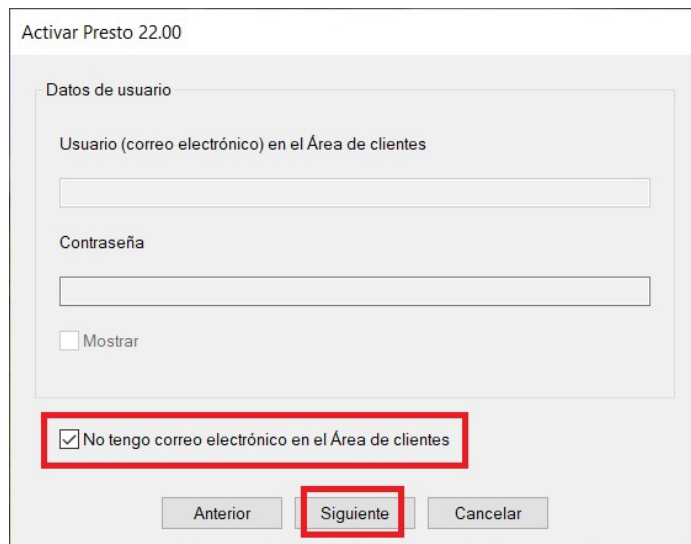 Activar Presto 22.00
Datos de usuario
Usuario (correo electrónico) en el Área de clientes
Contraseña
Mostrar
No tengo correo electrónico en el Área de clientes
Anterior Siguiente Cancelar